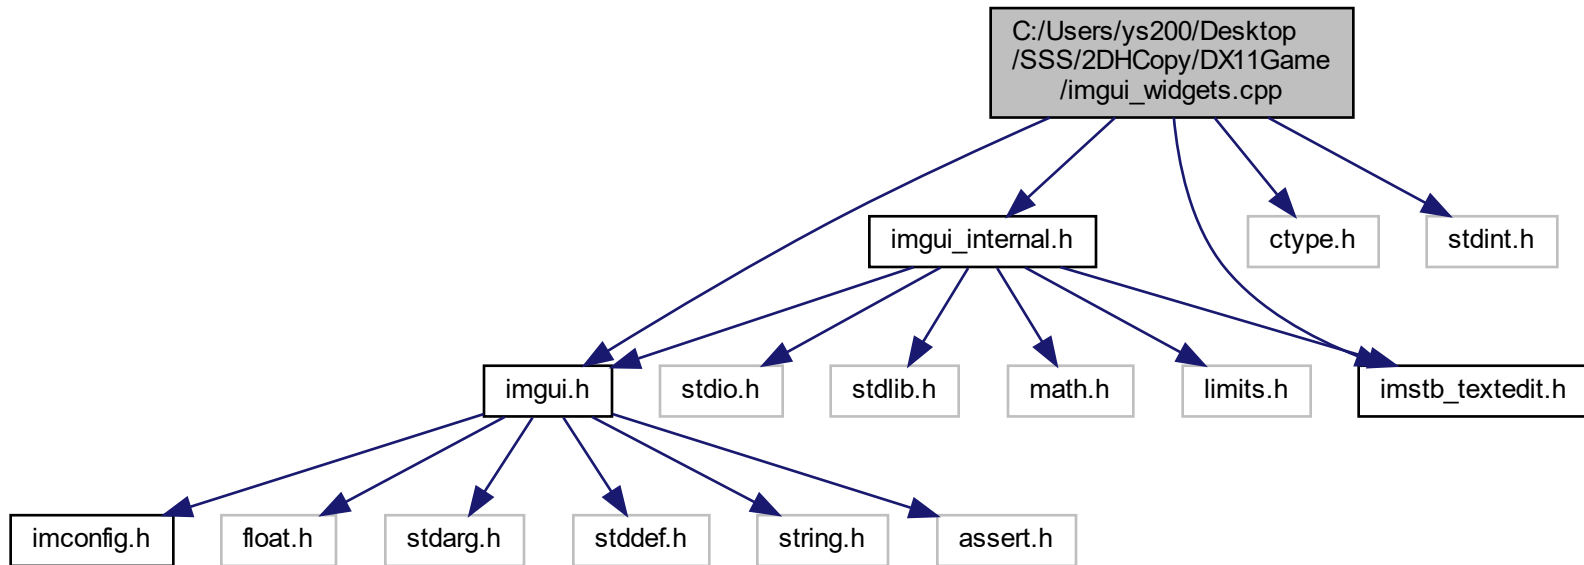 C:/Users/ys200/Desktop
/SSS/2DHCopy/DX11Game
/imgui_widgets.cpp
imgui_internal.h
ctype.h
stdint.h
imgui.h
stdio.h
stdlib.h
math.h
limits.h
imstb_textedit.h
imconfig.h
float.h
stdarg.h
stddef.h
string.h
assert.h